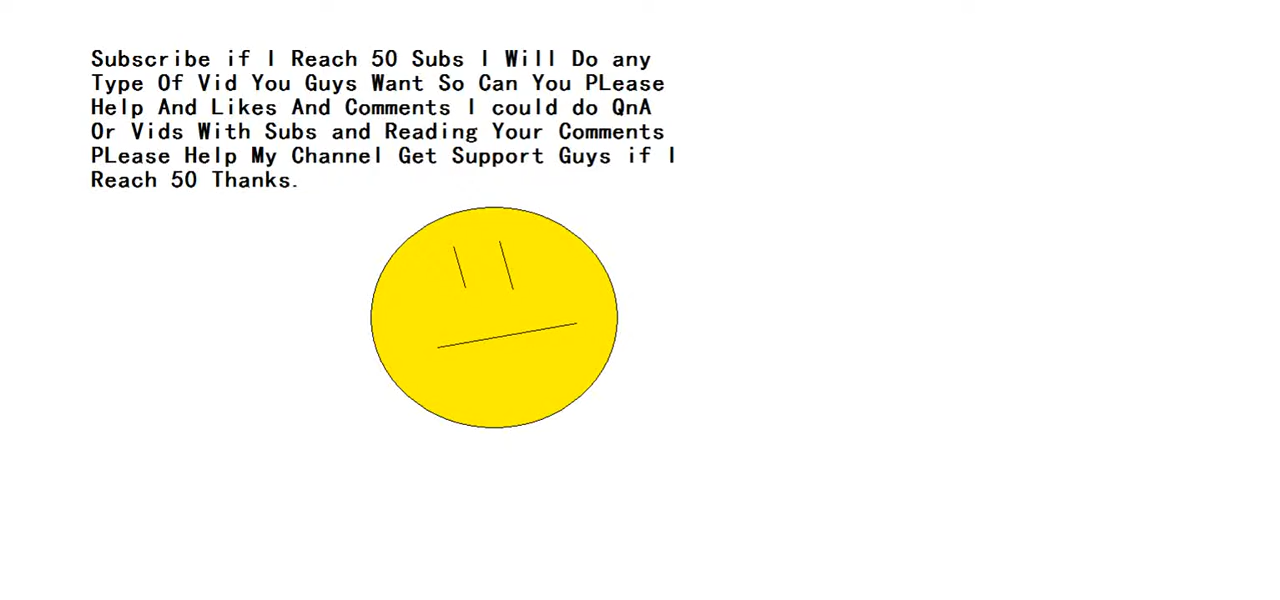 Subscribe if I Reach 50 Subs I Will Do any
Type Of Vid You Guys Want So Can You PLease
Help And Likes And Comments I could do QnA
Or Vids With Subs and Reading Your Comments
PLease Help My Channel Get Support Guys if I
Reach 50 Thanks.